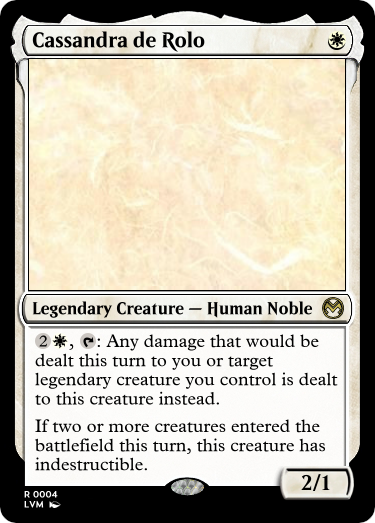 Cassandra de Rolo
Legendary Creature — Human Noble
2, : Any damage that would be
dealt this turn to you or target
legendary creature you control is dealt
to this creature instead.
If two or more creatures entered the
battlefield this turn, this creature has
indestructible.
2/1
R 0004
LVM